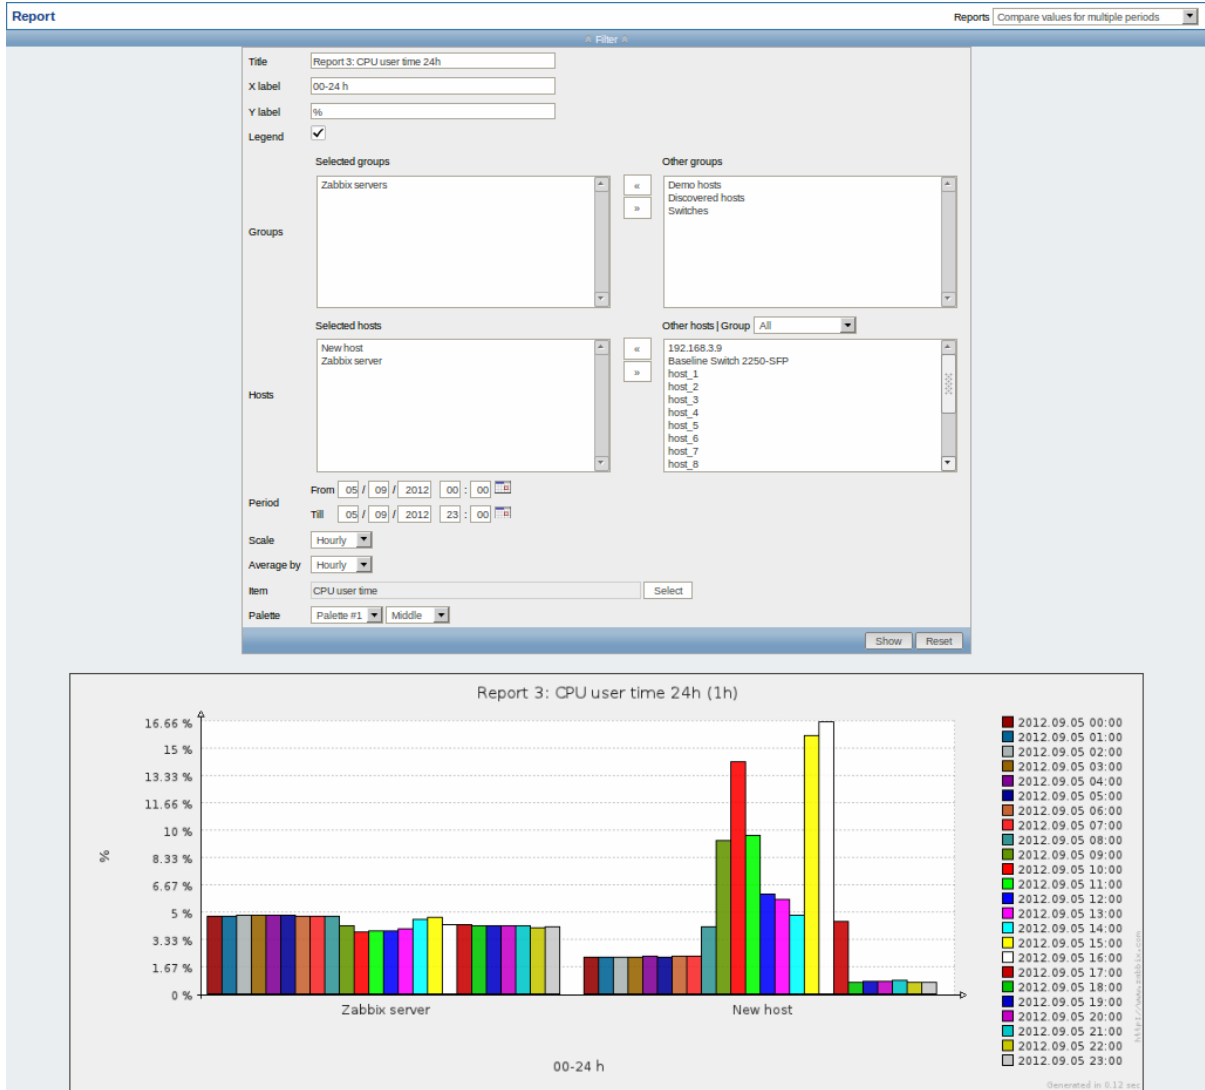 Report
Reports Compare values for multiple periods
Filter
Title Report 3: CPU user time 24h
X label 00-24 h
Y label %
Legend
Selected groups Other groups
Groups
Zabbix servers
«
»
Demo hosts
Discovered hosts
Switches
Selected hosts Other hosts | Group All
Hosts
New host
Zabbix server
«
»
192.168.3.9
Baseline Switch 2250-SFP
host_1
host_2
host_3
host_4
host_5
host_6
host_7
host_8
Period
From 05 / 09 / 2012 00 : 00
Till 05 / 09 / 2012 23 : 00
Scale Hourly
Average by Hourly
Item CPU user time Select
Palette Palette #1 Middle
Show Reset
Report 3: CPU user time 24h (1h)
16.66 %
15 %
13.33 %
11.66 %
10 %
8.33 %
6.67 %
5 %
3.33 %
1.67 %
0 %
%
Zabbix server New host
00-24 h
2012.09.05 00:00
2012.09.05 01:00
2012.09.05 02:00
2012.09.05 03:00
2012.09.05 04:00
2012.09.05 05:00
2012.09.05 06:00
2012.09.05 07:00
2012.09.05 08:00
2012.09.05 09:00
2012.09.05 10:00
2012.09.05 11:00
2012.09.05 12:00
2012.09.05 13:00
2012.09.05 14:00
2012.09.05 15:00
2012.09.05 16:00
2012.09.05 17:00
2012.09.05 18:00
2012.09.05 19:00
2012.09.05 20:00
2012.09.05 21:00
2012.09.05 22:00
2012.09.05 23:00
http://www.zabbix.com
Generated in 0.12 sec